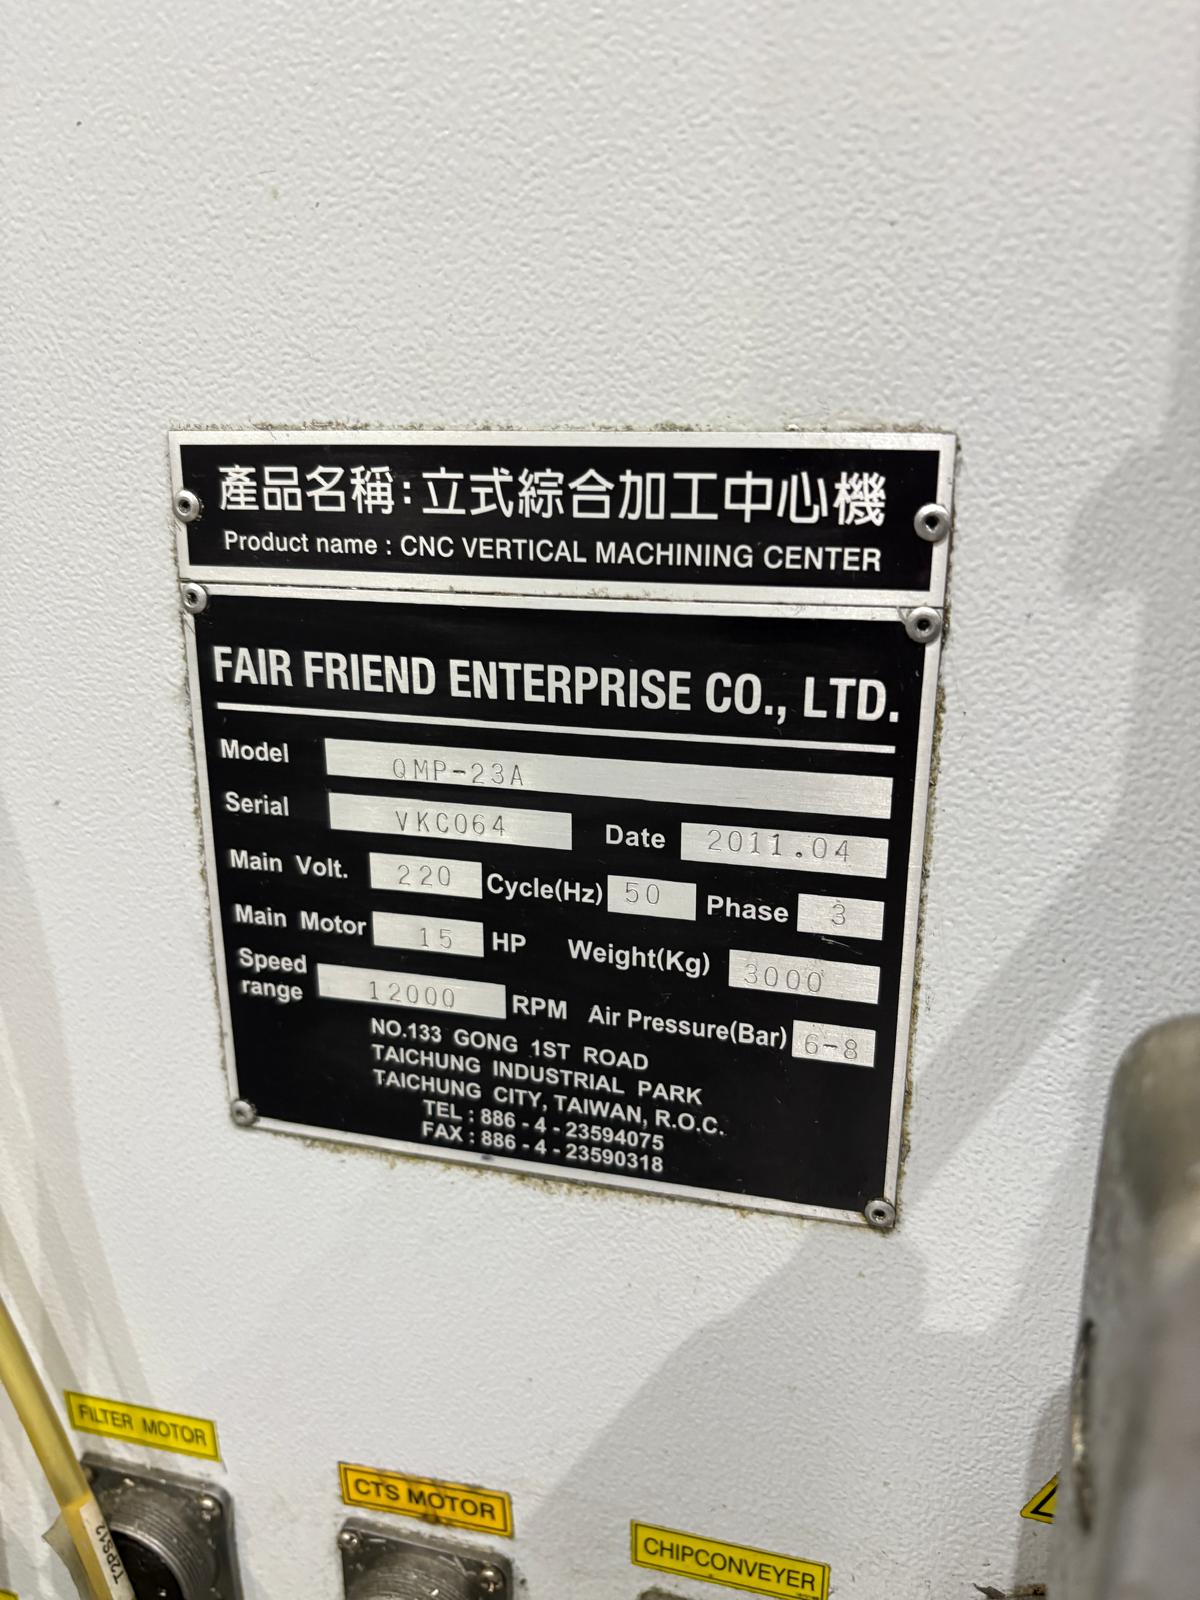 產品名稱:立式綜合加工中心機
Product name : CNC VERTICAL MACHINING CENTER
FAIR FRIEND ENTERPRISE CO., LTD.
Model QMP-23A
Serial VKC064 Date 2011.04
Main Volt. 220 Cycle(Hz) 50 Phase 3
Main Motor 15 HP Weight(Kg) 3000
Speed range 12000 RPM Air Pressure(Bar) 6-8
NO.133 GONG 1ST ROAD
TAICHUNG INDUSTRIAL PARK
TAICHUNG CITY, TAIWAN, R.O.C.
TEL : 886 - 4 - 23594075
FAX : 886 - 4 - 23590318
FILTER MOTOR
CTS MOTOR
CHIPCONVEYER
T2PS12